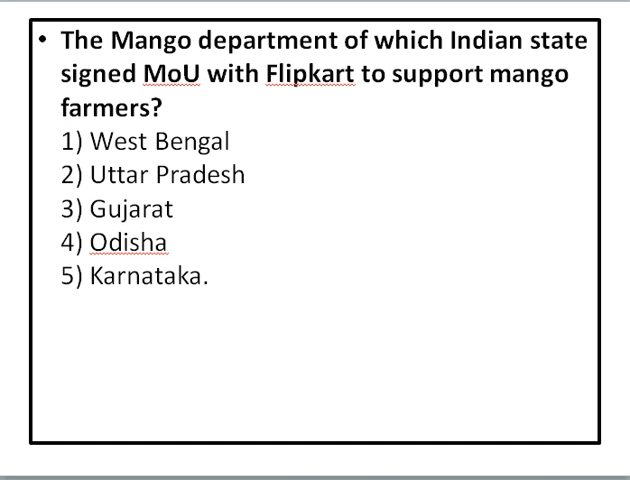 • The Mango department of which Indian state
signed MoU with Flipkart to support mango
farmers?
1) West Bengal
2) Uttar Pradesh
3) Gujarat
4) Odisha
5) Karnataka.